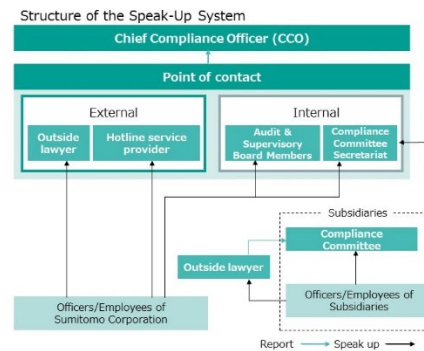 Structure of the Speak-Up System
Chief Compliance Officer (CCO)
Point of contact
External
Outside
lawyer
Hotline service
provider
Internal
Audit &
Supervisory
Board Members
Compliance
Committee
Secretariat
Subsidiaries
Compliance
Committee
Outside lawyer
Officers/Employees of
Subsidiaries
Officers/Employees of
Sumitomo Corporation
Report
Speak up